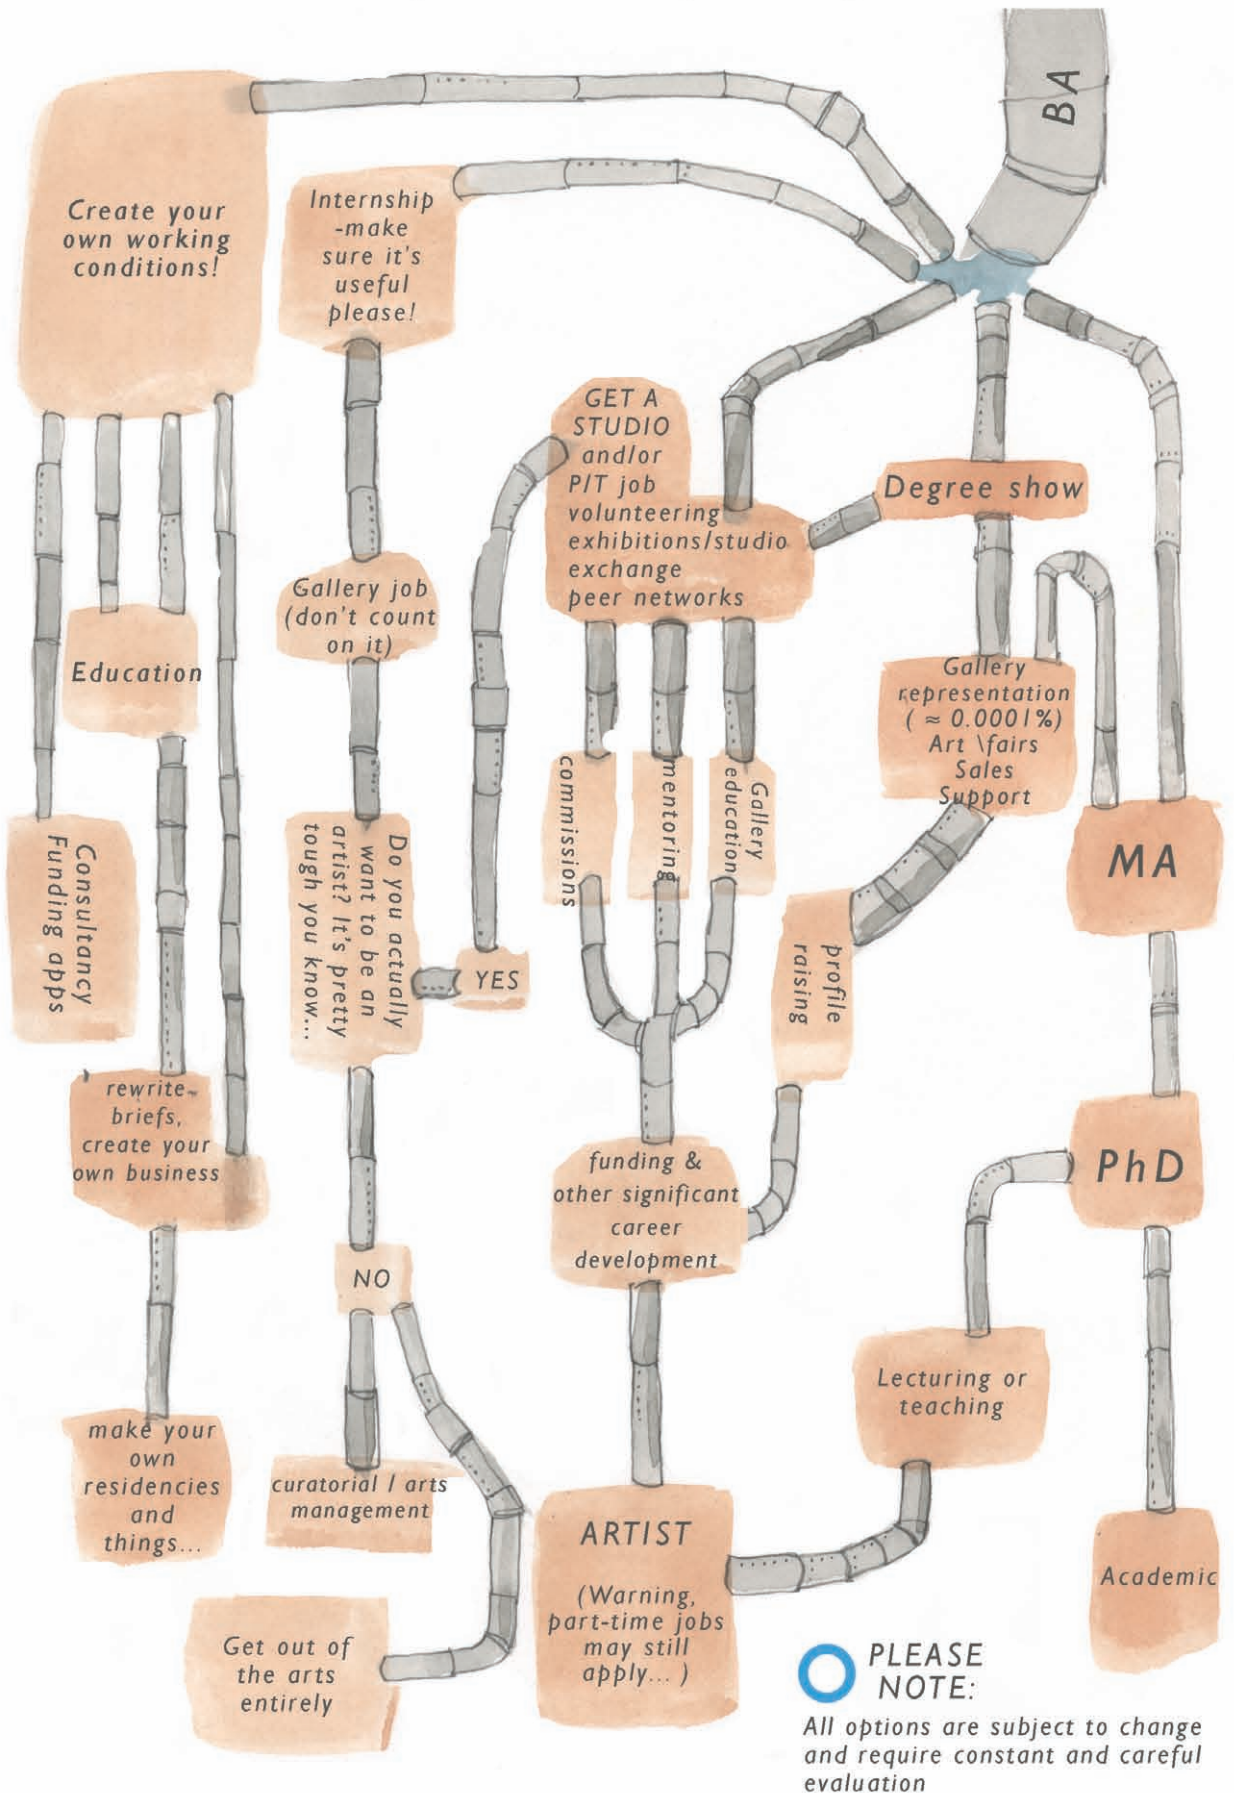 BA
Create your
own working
conditions!
Internship
-make
sure it's
useful
please!
GET A
STUDIO
and/or
P/T job
volunteering
exhibitions/studio
exchange
peer networks
Degree show
Gallery job
(don't count
on it)
Education
Gallery
representation
( ≈ 0.0001%)
Art \fairs
Sales
Support
commissions
mentoring
Gallery
education
MA
Consultancy
Funding apps
Do you actually
want to be an
artist? It's pretty
tough you know...
YES
profile
raising
rewrite
briefs,
create your
own business
funding &
other significant
career
development
PhD
NO
Lecturing or
teaching
make your
own
residencies
and
things...
curatorial / arts
management
ARTIST
(Warning,
part-time jobs
may still
apply... )
Academic
Get out of
the arts
entirely
PLEASE
NOTE:
All options are subject to change
and require constant and careful
evaluation